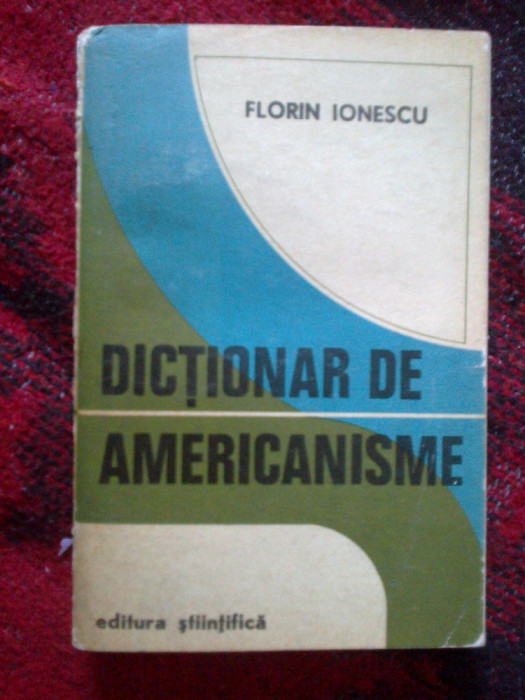 FLORIN IONESCU
DICȚIONAR DE
AMERICANISME
editura științifică